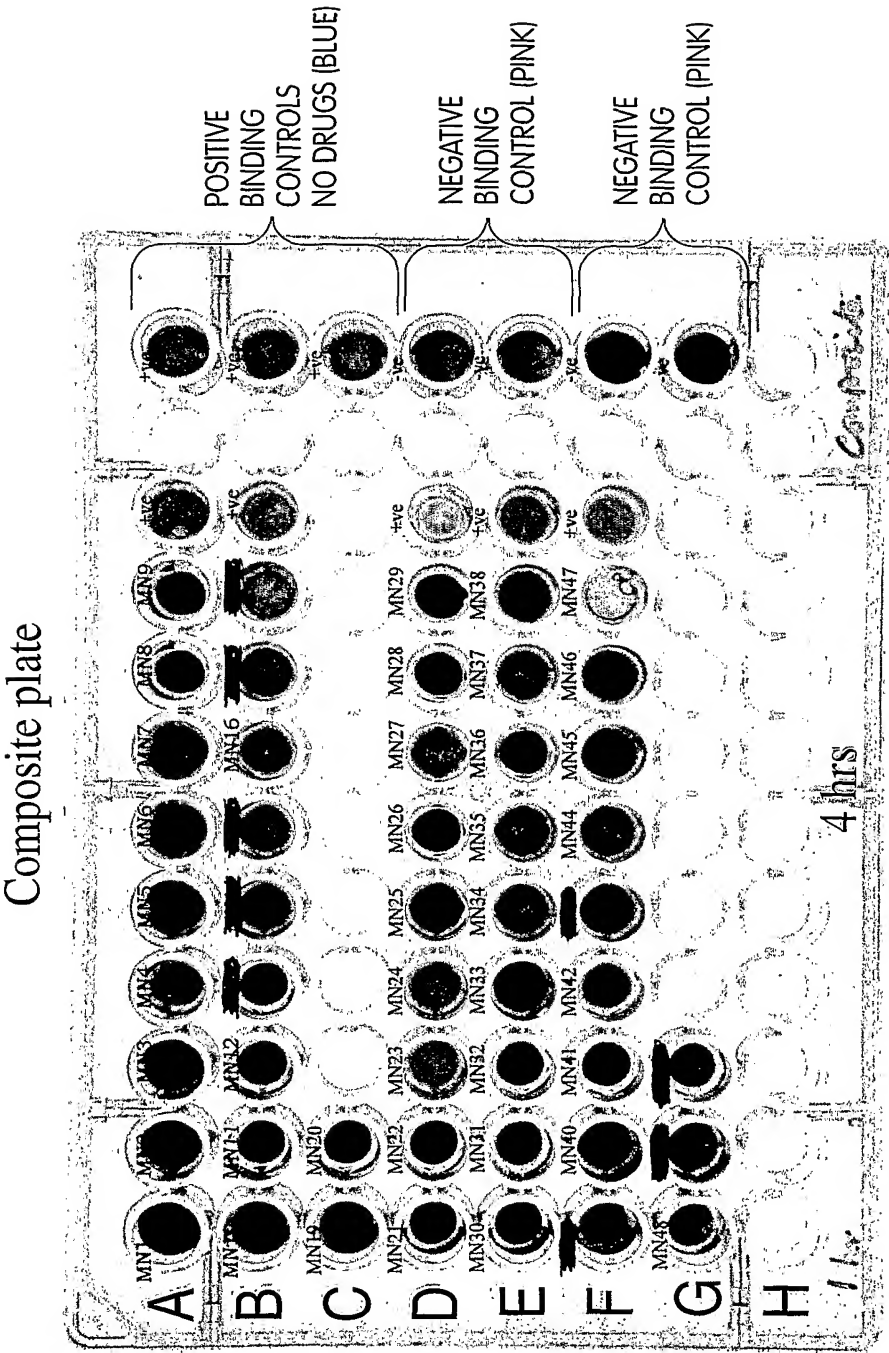 Composite plate
POSITIVE
BINDING
CONTROLS
NO DRUGS (BLUE)
NEGATIVE
BINDING
CONTROL (PINK)
NEGATIVE
BINDING
CONTROL (PINK)
A
MN1
MN3
MN4
MN5
MN6
MN7
MN8
MN9
+ve
+ve
B
MN11
MN12
MN16
+ve
+ve
C
MN19
MN20
+ve
D
MN21
MN22
MN23
MN24
MN25
MN26
MN27
MN28
MN29
+ve
-ve
E
MN30
MN31
MN32
MN33
MN34
MN35
MN36
MN37
MN38
+ve
-ve
F
MN40
MN41
MN42
MN44
MN45
MN46
MN47
+ve
-ve
G
MN48
-ve
H
4 hrs
Composite